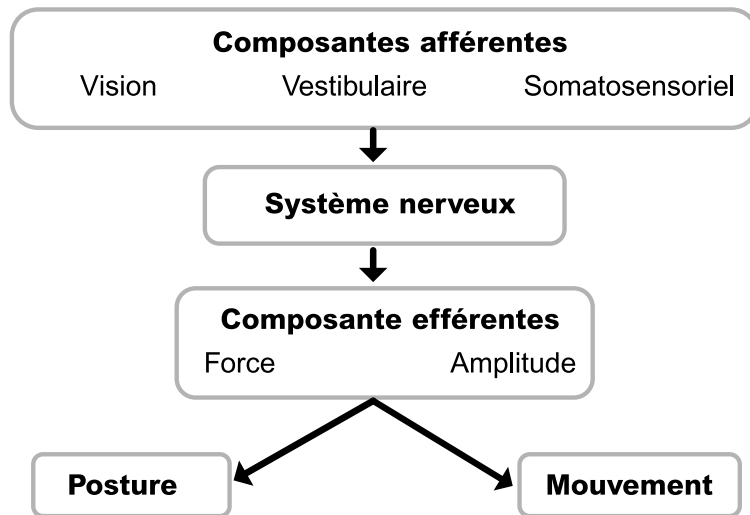 Composantes afférentes
Vision Vestibulaire Somatosensoriel
Système nerveux
Composante efférentes
Force Amplitude
Posture Mouvement